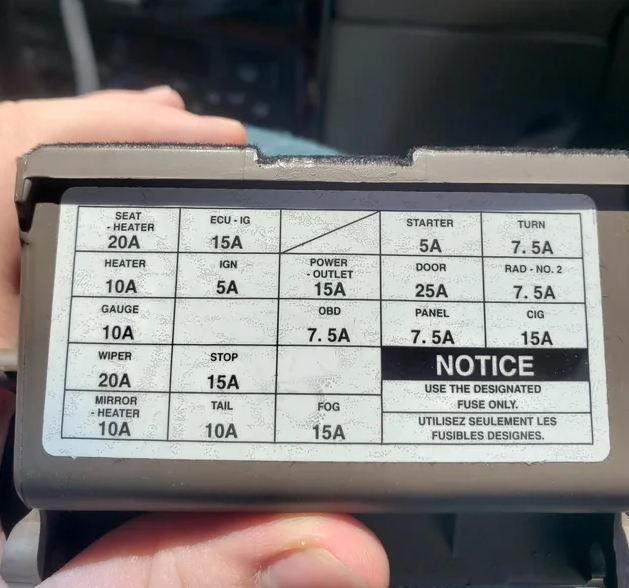 SEAT
- HEATER
20A
ECU - IG
15A
STARTER
5A
TURN
7. 5A
HEATER
10A
IGN
5A
POWER
- OUTLET
15A
DOOR
25A
RAD - NO. 2
7. 5A
GAUGE
10A
OBD
7. 5A
PANEL
7. 5A
CIG
15A
WIPER
20A
STOP
15A
NOTICE
USE THE DESIGNATED
FUSE ONLY.
UTILISEZ SEULEMENT LES
FUSIBLES DESIGNES.
MIRROR
- HEATER
10A
TAIL
10A
FOG
15A